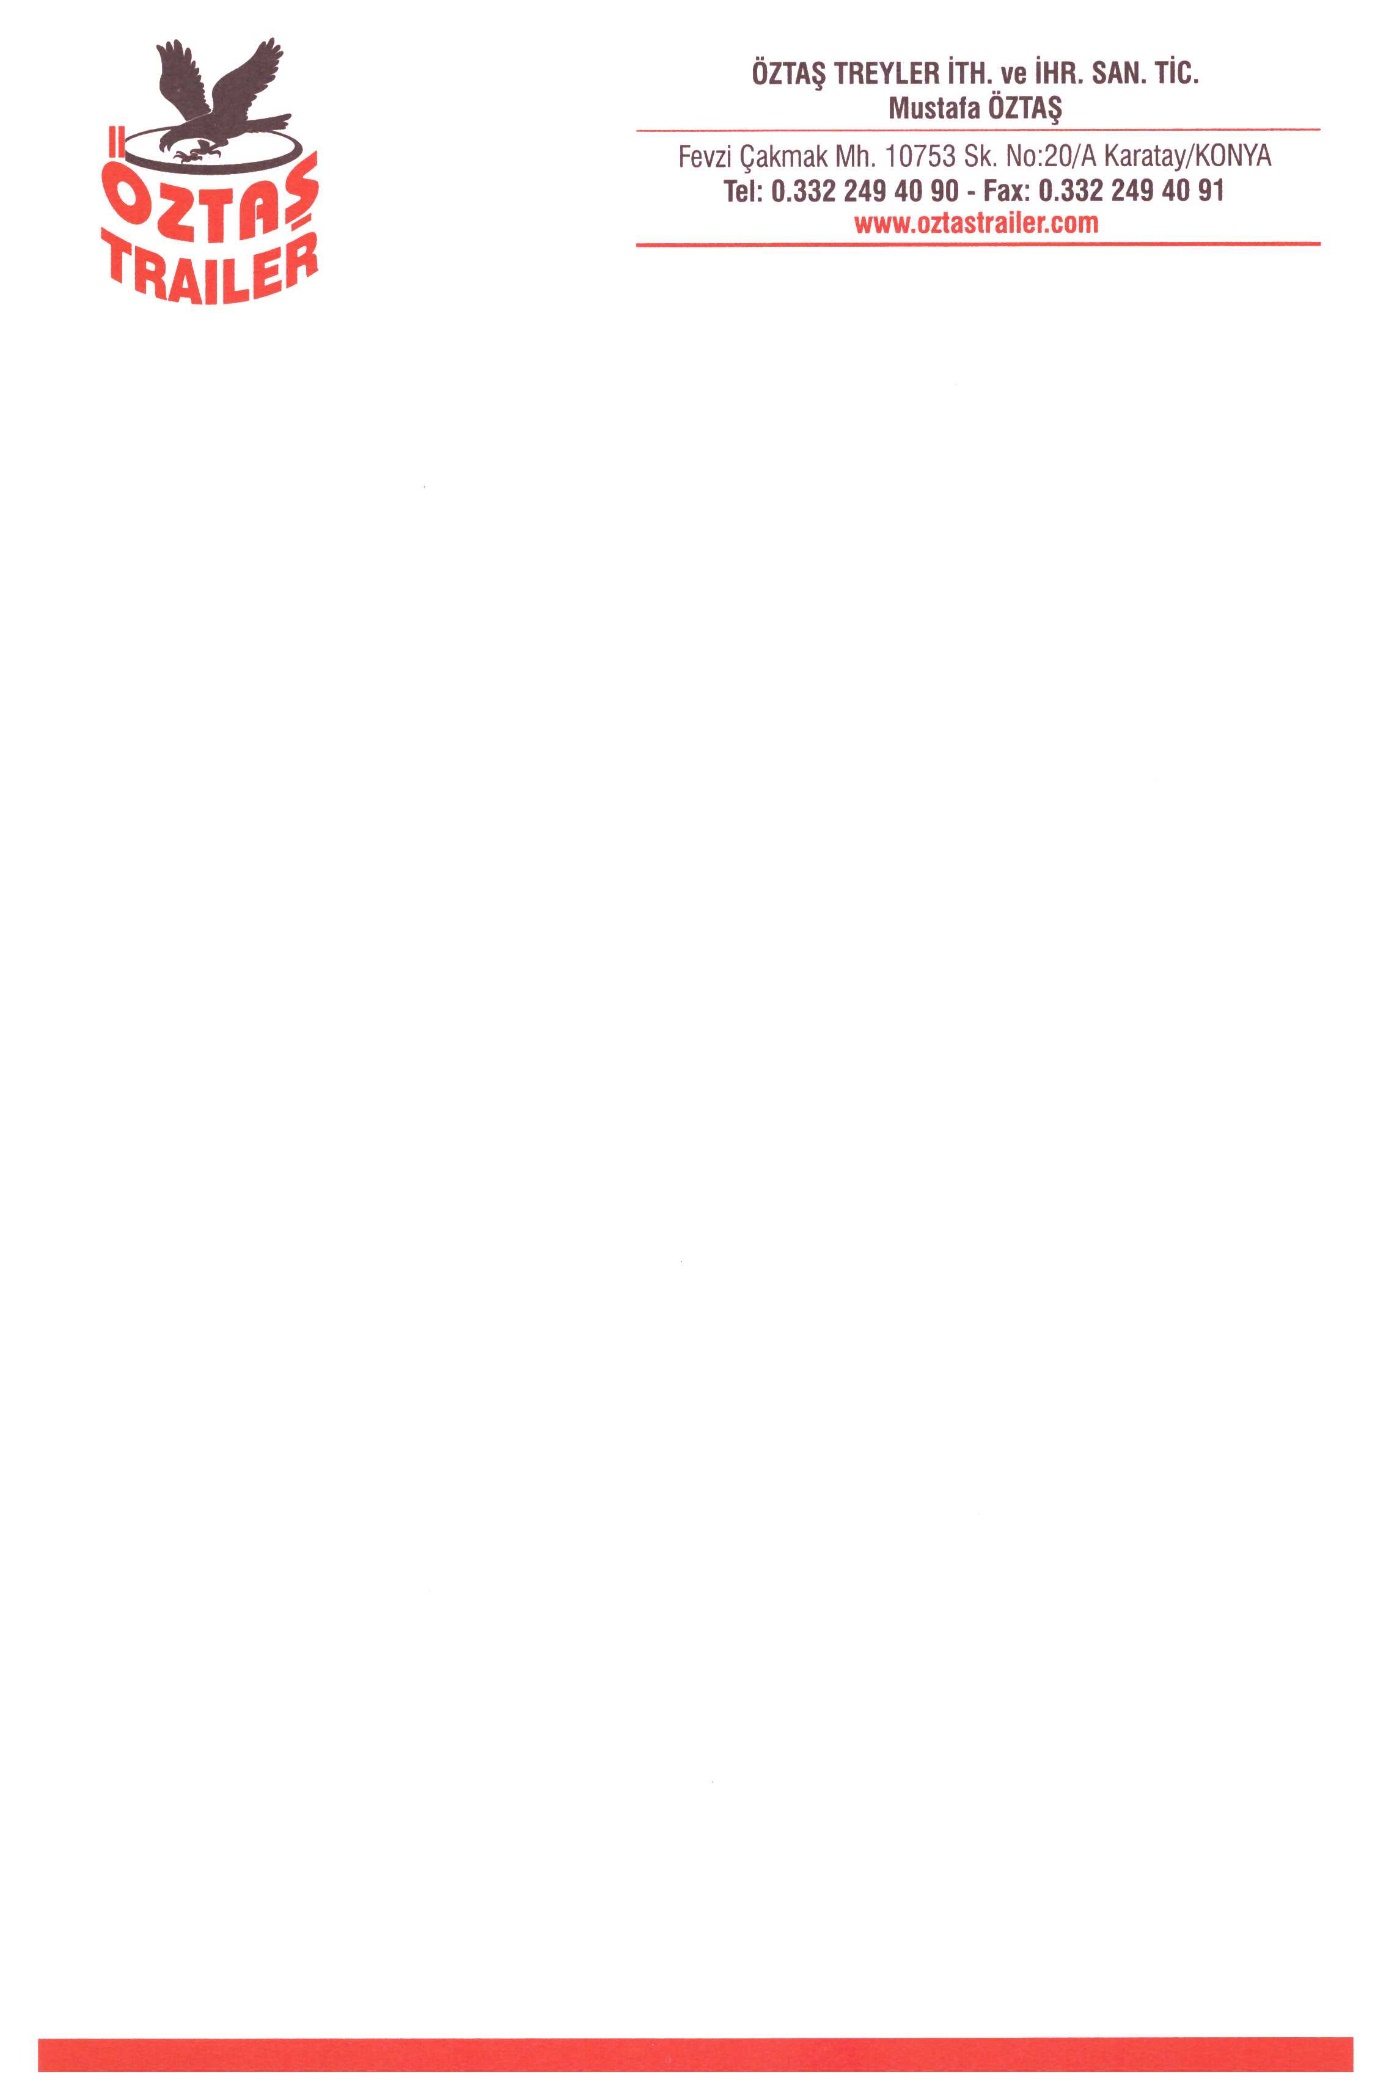 ÖZTAŞ
TRAILER
ÖZTAŞ TREYLER İTH. ve İHR. SAN. TİC.
Mustafa ÖZTAŞ
Fevzi Çakmak Mh. 10753 Sk. No:20/A Karatay/KONYA
Tel: 0.332 249 40 90 - Fax: 0.332 249 40 91
www.oztastrailer.com